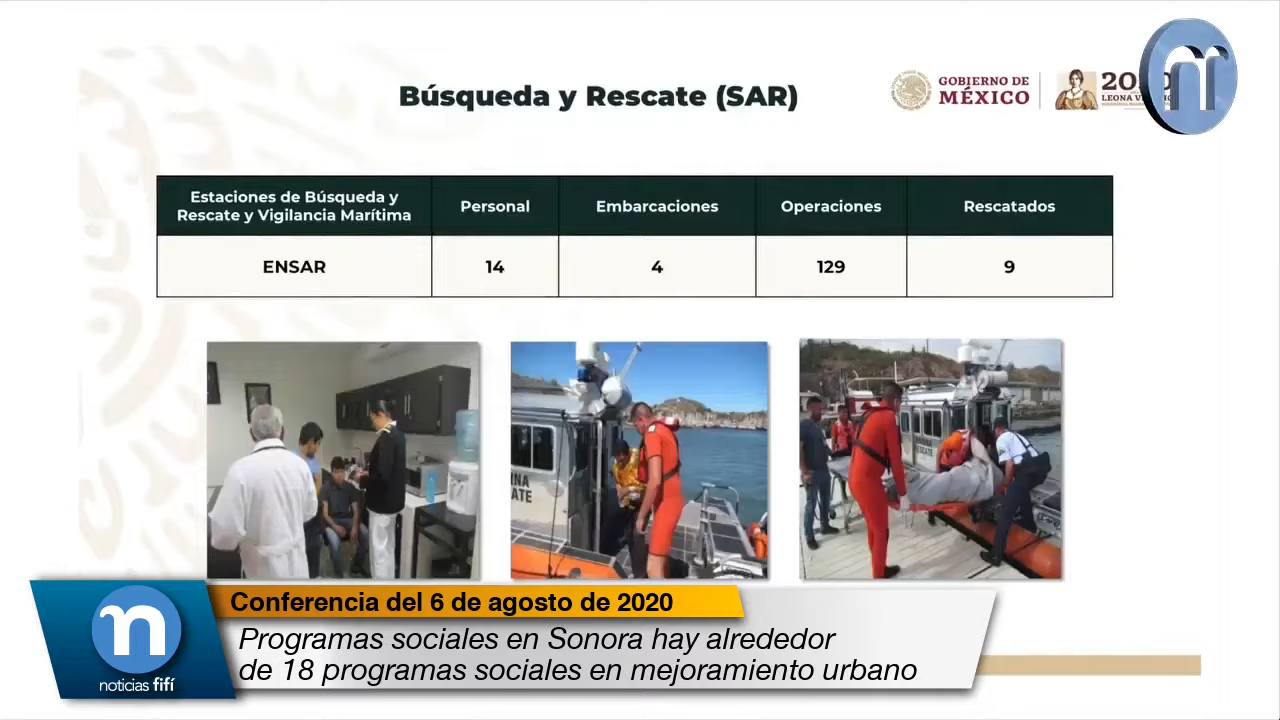 Búsqueda y Rescate (SAR)
GOBIERNO DE
MÉXICO
LEONA
Estaciones de Búsqueda y
Rescate y Vigilancia Marítima
Personal
Embarcaciones
Operaciones
Rescatados
ENSAR
14
4
129
9
Conferencia del 6 de agosto de 2020
Programas sociales en Sonora hay alrededor
de 18 programas sociales en mejoramiento urbano
n
noticias fifí